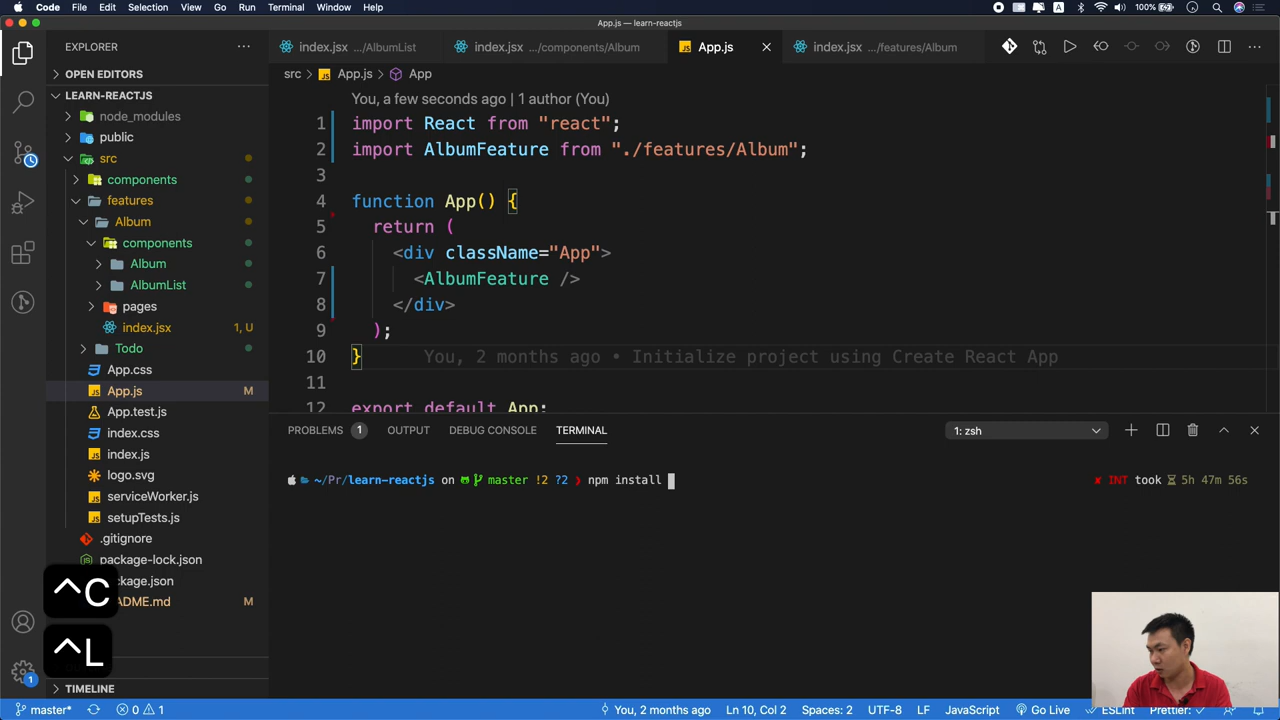 Code File Edit Selection View Go Run Terminal Window Help
100%
App.js — learn-reactjs
EXPLORER
index.jsx .../AlbumList
index.jsx .../components/Album
App.js
index.jsx .../features/Album
OPEN EDITORS
src > App.js > App
LEARN-REACTJS
node_modules
public
src
components
features
Album
components
Album
AlbumList
pages
index.jsx 1, U
Todo
App.css
App.js M
App.test.js
index.css
index.js
logo.svg
serviceWorker.js
setupTests.js
.gitignore
package-lock.json
ckage.json
DME.md M
TIMELINE
You, a few seconds ago | 1 author (You)
1 import React from "react";
2 import AlbumFeature from "./features/Album";
3
4 function App() {
5 return (
6 <div className="App">
7 <AlbumFeature />
8 </div>
9 );
10 } You, 2 months ago • Initialize project using Create React App
11
12 export default App;
PROBLEMS 1 OUTPUT DEBUG CONSOLE TERMINAL
1: zsh
~/Pr/learn-reactjs on master !2 ?2 ❯ npm install
✘ INT took 5h 47m 56s
^C
^L
1
master* 0 1
You, 2 months ago Ln 10, Col 2 Spaces: 2 UTF-8 LF JavaScript Go Live ESLint Prettier: ✓